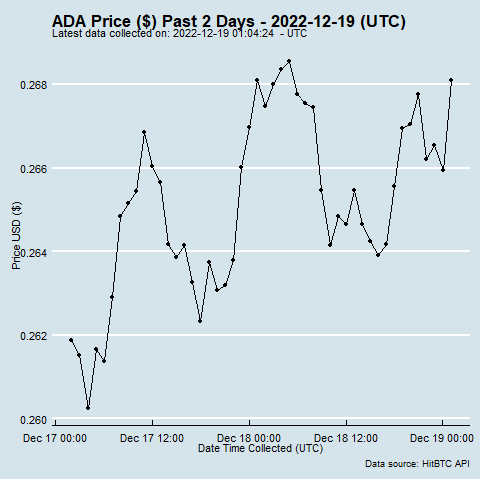 ADA Price ($) Past 2 Days - 2022-12-19 (UTC)
Latest data collected on: 2022-12-19 01:04:24 - UTC
0.268
0.266
0.264
0.262
0.260
Price USD ($)
Dec 17 00:00 Dec 17 12:00 Dec 18 00:00 Dec 18 12:00 Dec 19 00:00
Date Time Collected (UTC)
Data source: HitBTC API